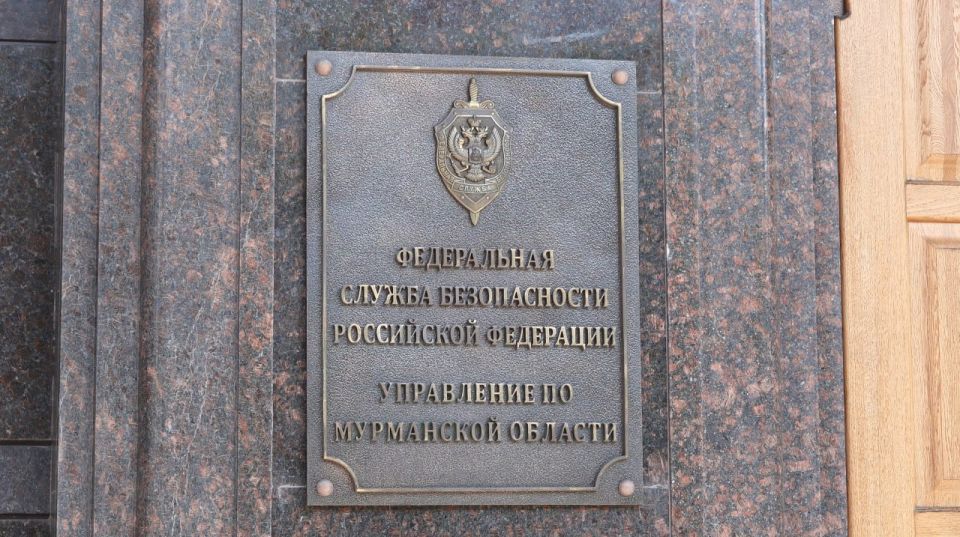 ФЕДЕРАЛЬНАЯ
СЛУЖБА БЕЗОПАСНОСТИ
РОССИЙСКОЙ ФЕДЕРАЦИИ
УПРАВЛЕНИЕ ПО
МУРМАНСКОЙ ОБЛАСТИ